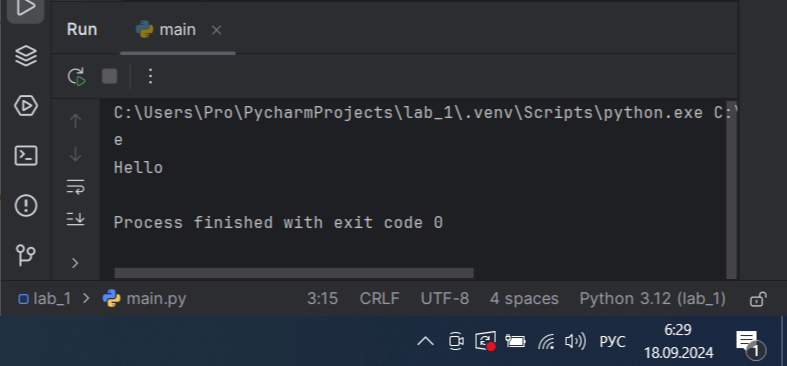 Run main
C:\Users\Pro\PycharmProjects\lab_1\.venv\Scripts\python.exe C:\
e
Hello
Process finished with exit code 0
lab_1 > main.py 3:15 CRLF UTF-8 4 spaces Python 3.12 (lab_1)
РУС 6:29
18.09.2024 1